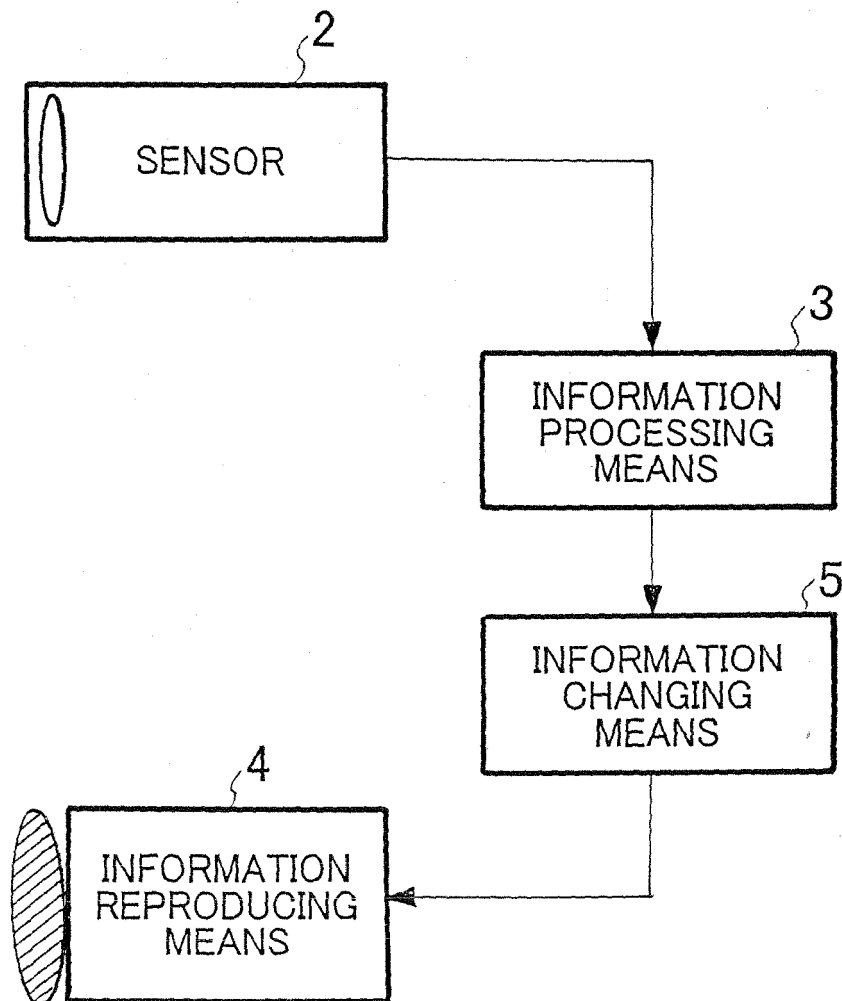 2
SENSOR
3
INFORMATION
PROCESSING
MEANS
5
INFORMATION
CHANGING
MEANS
4
INFORMATION
REPRODUCING
MEANS